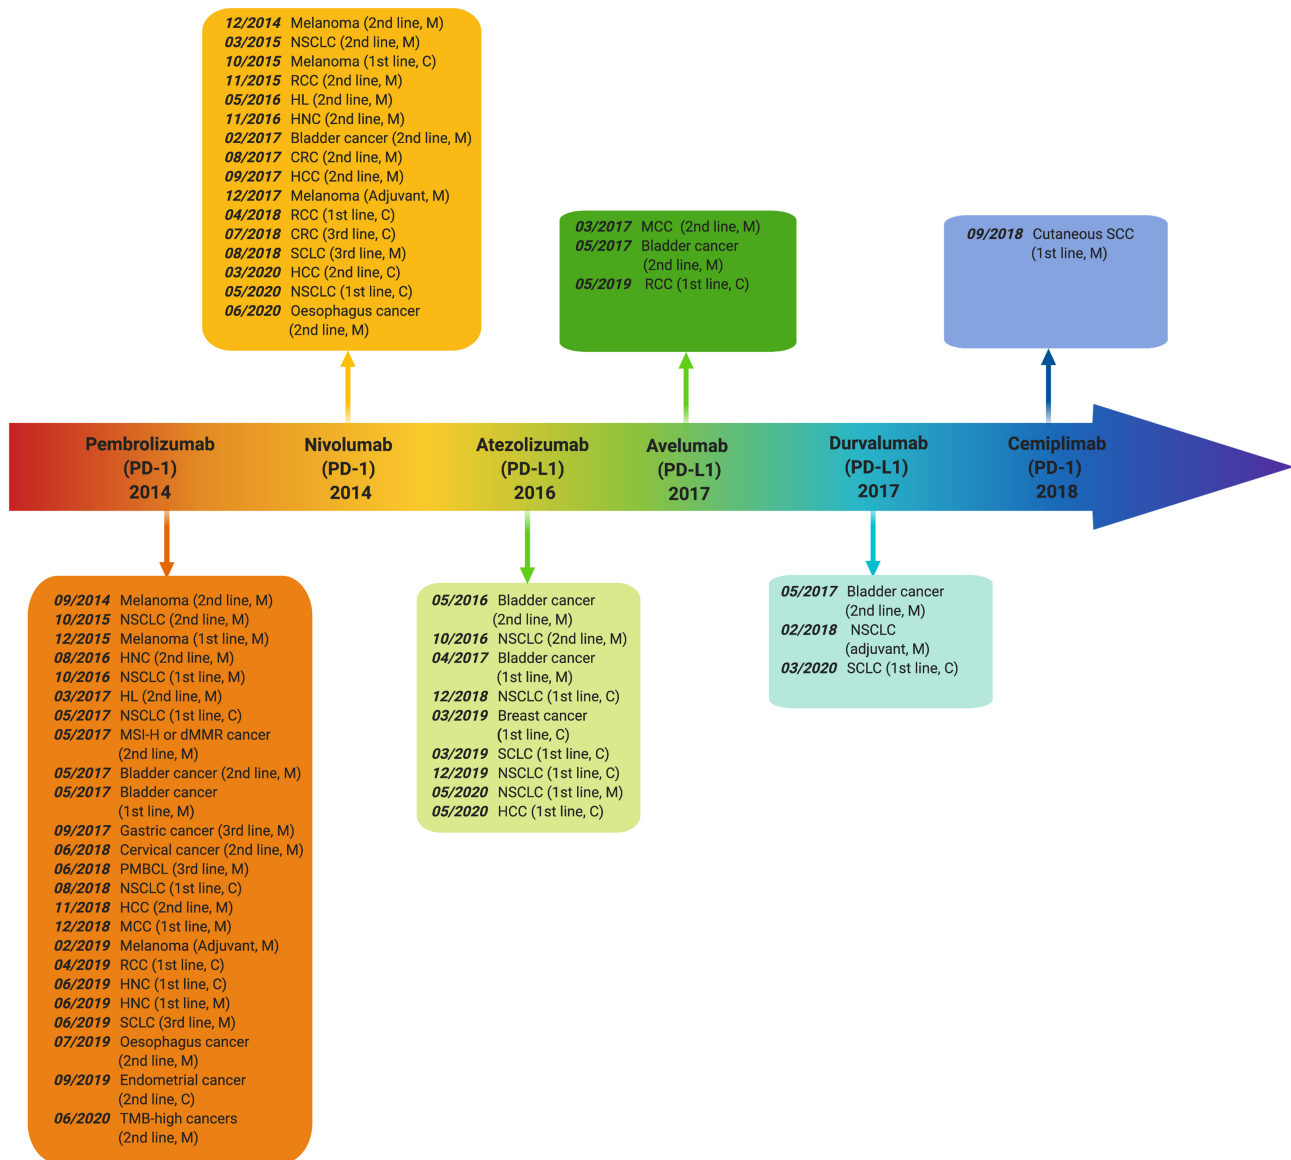 12/2014 Melanoma (2nd line, M)
03/2015 NSCLC (2nd line, M)
10/2015 Melanoma (1st line, C)
11/2015 RCC (2nd line, M)
05/2016 HL (2nd line, M)
11/2016 HNC (2nd line, M)
02/2017 Bladder cancer (2nd line, M)
08/2017 CRC (2nd line, M)
09/2017 HCC (2nd line, M)
12/2017 Melanoma (Adjuvant, M)
04/2018 RCC (1st line, C)
07/2018 CRC (3rd line, C)
08/2018 SCLC (3rd line, M)
03/2020 HCC (2nd line, C)
05/2020 NSCLC (1st line, C)
06/2020 Oesophagus cancer
(2nd line, M)
03/2017 MCC (2nd line, M)
05/2017 Bladder cancer
(2nd line, M)
05/2019 RCC (1st line, C)
09/2018 Cutaneous SCC
(1st line, M)
Pembrolizumab
(PD-1)
2014
Nivolumab
(PD-1)
2014
Atezolizumab
(PD-L1)
2016
Avelumab
(PD-L1)
2017
Durvalumab
(PD-L1)
2017
Cemiplimab
(PD-1)
2018
09/2014 Melanoma (2nd line, M)
10/2015 NSCLC (2nd line, M)
12/2015 Melanoma (1st line, M)
08/2016 HNC (2nd line, M)
10/2016 NSCLC (1st line, M)
03/2017 HL (2nd line, M)
05/2017 NSCLC (1st line, C)
05/2017 MSI-H or dMMR cancer
(2nd line, M)
05/2017 Bladder cancer (2nd line, M)
05/2017 Bladder cancer
(1st line, M)
09/2017 Gastric cancer (3rd line, M)
06/2018 Cervical cancer (2nd line, M)
06/2018 PMBCL (3rd line, M)
08/2018 NSCLC (1st line, C)
11/2018 HCC (2nd line, M)
12/2018 MCC (1st line, M)
02/2019 Melanoma (Adjuvant, M)
04/2019 RCC (1st line, C)
06/2019 HNC (1st line, C)
06/2019 HNC (1st line, M)
06/2019 SCLC (3rd line, M)
07/2019 Oesophagus cancer
(2nd line, M)
09/2019 Endometrial cancer
(2nd line, C)
06/2020 TMB-high cancers
(2nd line, M)
05/2016 Bladder cancer
(2nd line, M)
10/2016 NSCLC (2nd line, M)
04/2017 Bladder cancer
(1st line, M)
12/2018 NSCLC (1st line, C)
03/2019 Breast cancer
(1st line, C)
03/2019 SCLC (1st line, C)
12/2019 NSCLC (1st line, C)
05/2020 NSCLC (1st line, M)
05/2020 HCC (1st line, C)
05/2017 Bladder cancer
(2nd line, M)
02/2018 NSCLC
(adjuvant, M)
03/2020 SCLC (1st line, C)